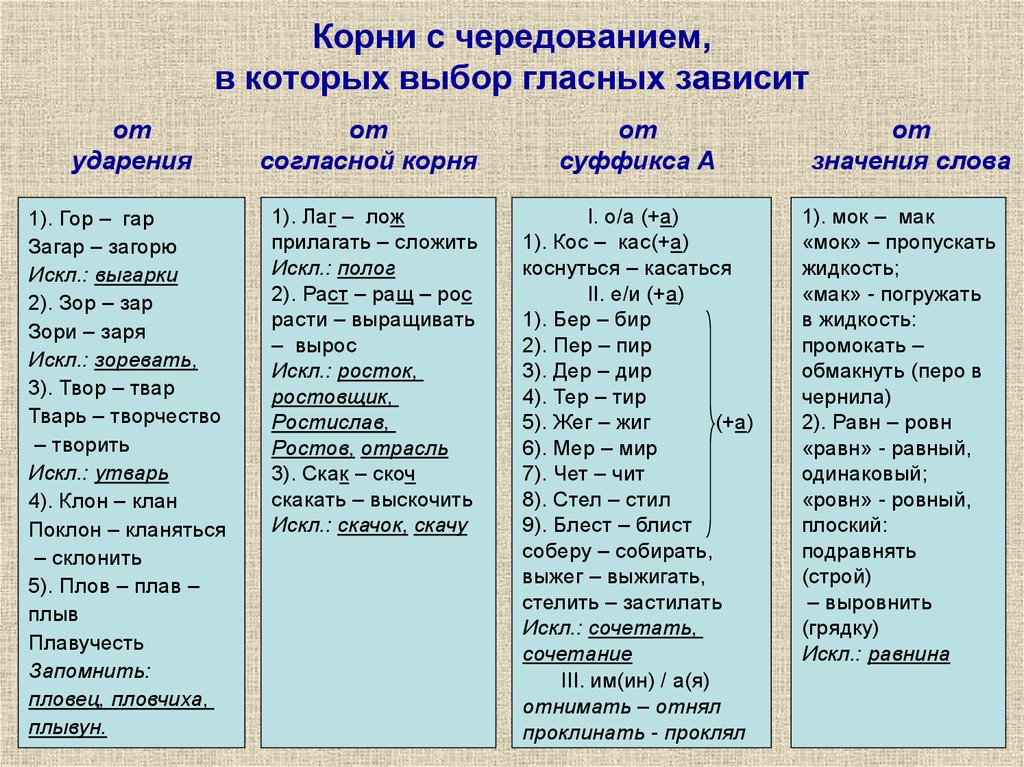 Корни с чередованием,
в которых выбор гласных зависит
от
ударения
1). Гор – гар
Загар – загорю
Искл.: выгарки
2). Зор – зар
Зори – заря
Искл.: зоревать,
3). Твор – твар
Тварь – творчество
– творить
Искл.: утварь
4). Клон – клан
Поклон – кланяться
– склонить
5). Плов – плав –
плыв
Плавучесть
Запомнить:
пловец, пловчиха,
плывун.
от
согласной корня
1). Лаг – лож
прилагать – сложить
Искл.: полог
2). Раст – ращ – рос
расти – выращивать
– вырос
Искл.: росток,
ростовщик,
Ростислав,
Ростов, отрасль
3). Скак – скоч
скакать – выскочить
Искл.: скачок, скачу
от
суффикса А
I. о/а (+а)
1). Кос – кас(+а)
коснуться – касаться
II. е/и (+а)
1). Бер – бир
2). Пер – пир
3). Дер – дир
4). Тер – тир
5). Жег – жиг (+а)
6). Мер – мир
7). Чет – чит
8). Стел – стил
9). Блест – блист
соберу – собирать,
выжег – выжигать,
стелить – застилать
Искл.: сочетать,
сочетание
III. им(ин) / а(я)
отнимать – отнял
проклинать - проклял
от
значения слова
1). мок – мак
«мок» – пропускать
жидкость;
«мак» - погружать
в жидкость:
промокать –
обмакнуть (перо в
чернила)
2). Равн – ровн
«равн» - равный,
одинаковый;
«ровн» - ровный,
плоский:
подравнять
(строй)
– выровнить
(грядку)
Искл.: равнина